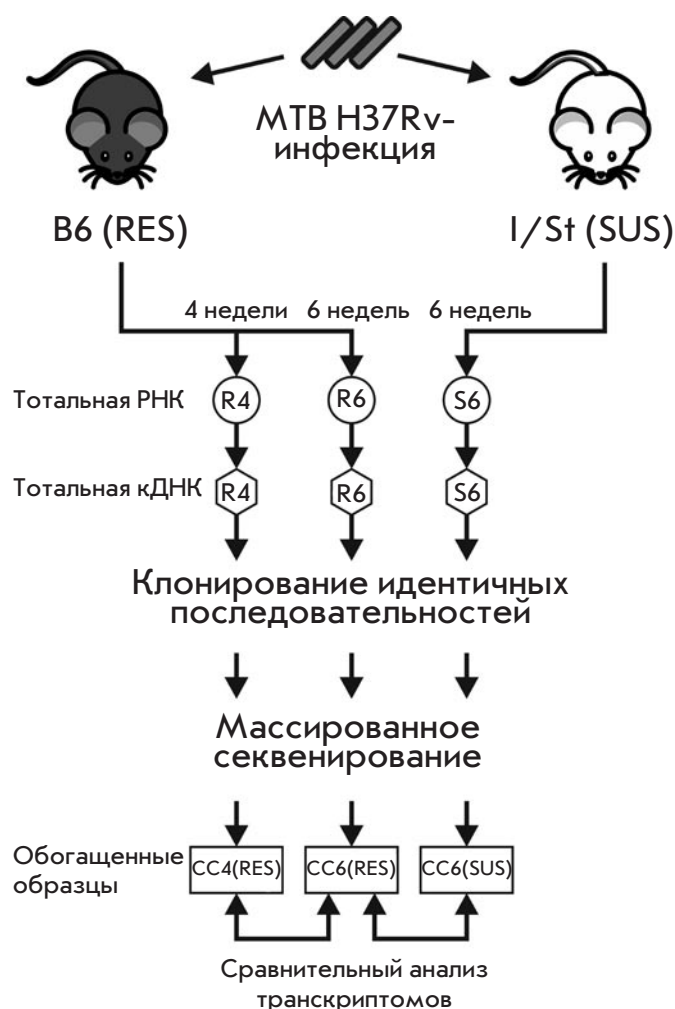 MTB H37Rv-
инфекция
B6 (RES)
I/St (SUS)
4 недели 6 недель 6 недель
Тотальная РНК R4 R6 S6
Тотальная кДНК R4 R6 S6
Клонирование идентичных
последовательностей
Массированное
секвенирование
Обогащенные
образцы
CC4(RES) CC6(RES) CC6(SUS)
Сравнительный анализ
транскриптомов